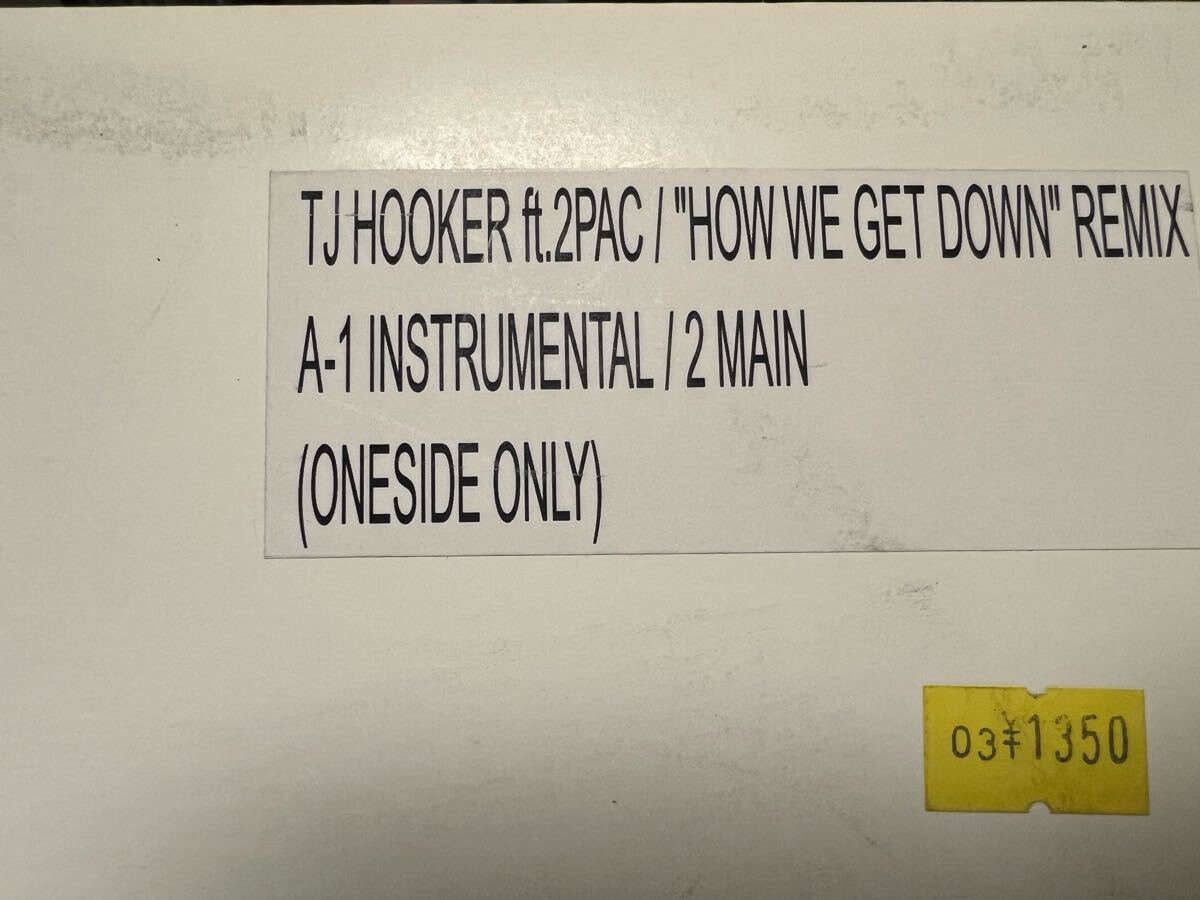 TJ HOOKER ft.2PAC / "HOW WE GET DOWN" REMIX
A-1 INSTRUMENTAL / 2 MAIN
(ONESIDE ONLY)
03¥1350